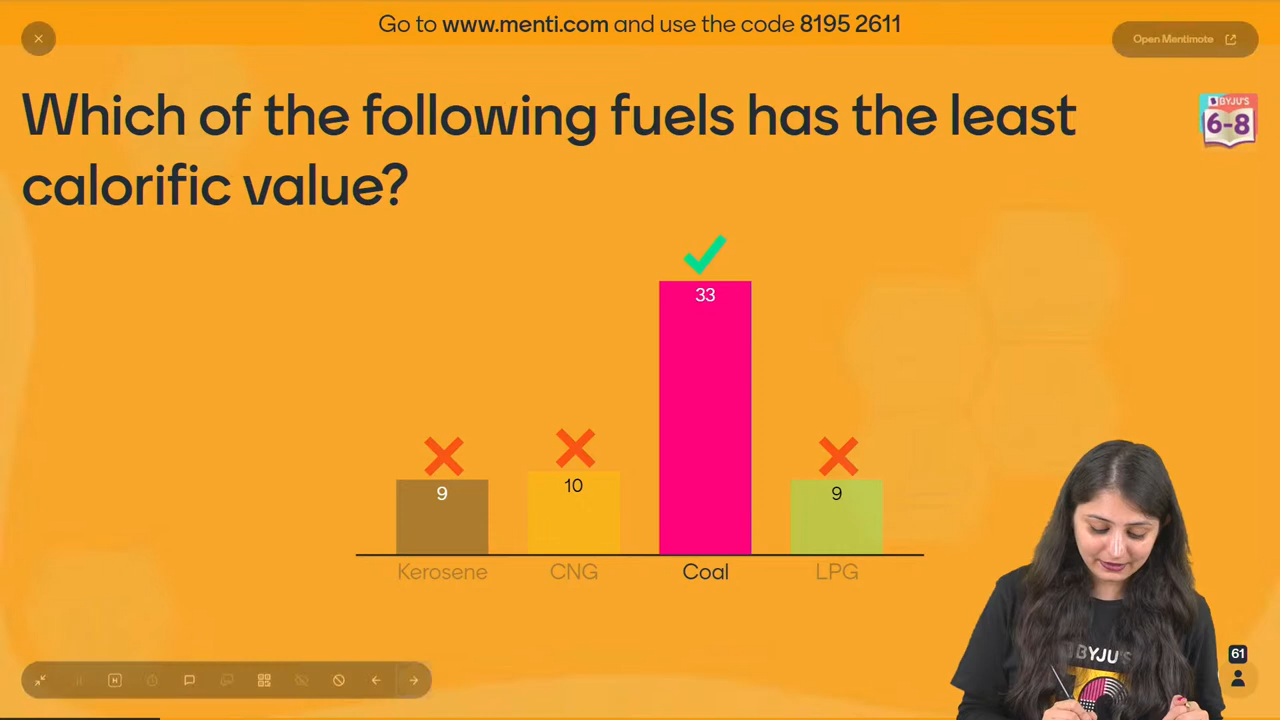 Go to www.menti.com and use the code 8195 2611
Open Mentimote
Which of the following fuels has the least
calorific value?
BYJU'S
6-8
33
9
10
9
Kerosene
CNG
Coal
LPG
H
BYJU'S
61